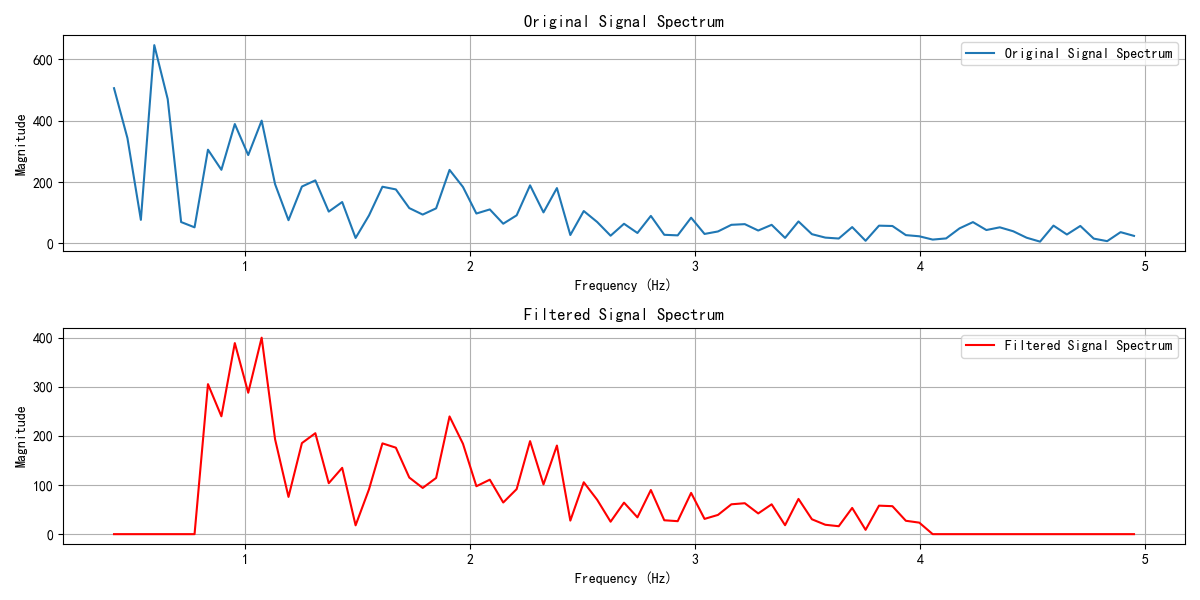 Original Signal Spectrum
Original Signal Spectrum
Magnitude
600
400
200
0
1 2 3 4 5
Frequency (Hz)
Filtered Signal Spectrum
Filtered Signal Spectrum
Magnitude
400
300
200
100
0
1 2 3 4 5
Frequency (Hz)